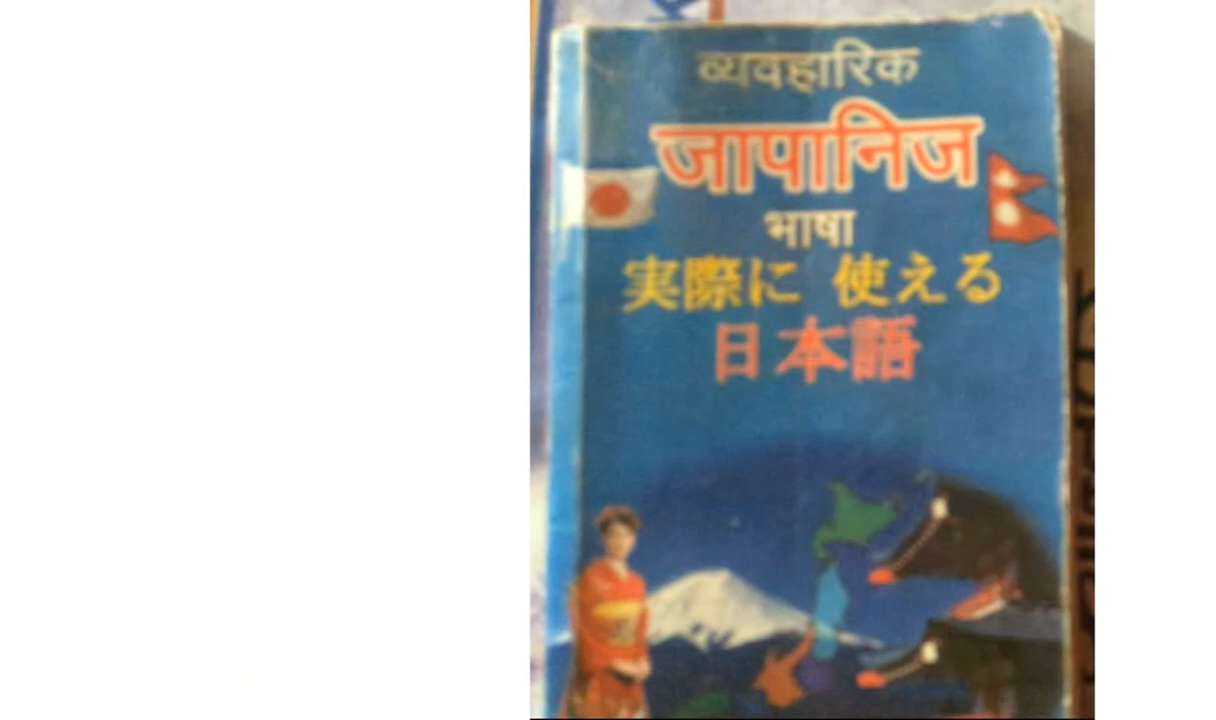 व्यवहारिक
जापानिज
भाषा
実際に 使える
日本語